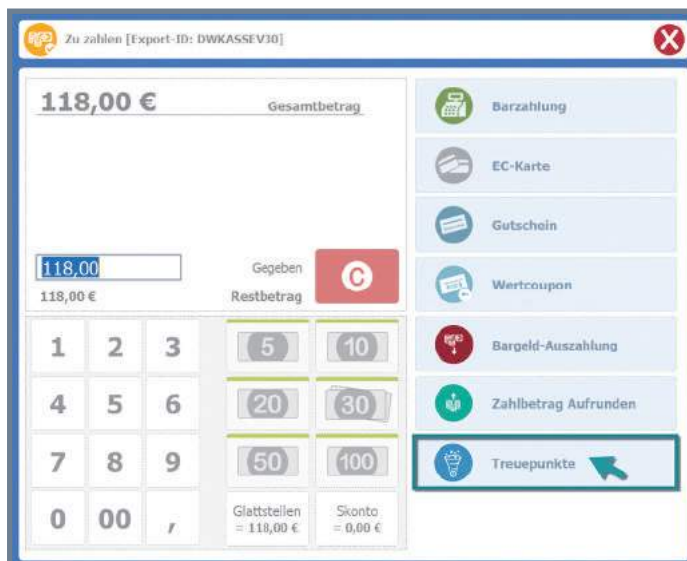 Zu zahlen [Export-ID: DWKASSEV30]
118,00 €
Gesamtbetrag
118,00
Gegeben
C
118,00 €
Restbetrag
1 2 3 5 10
4 5 6 20 30
7 8 9 50 100
0 00 ,
Glattstellen
= 118,00 €
Skonto
= 0,00 €
Barzahlung
EC-Karte
Gutschein
Wertcoupon
Bargeld-Auszahlung
Zahlbetrag Aufrunden
Treuepunkte